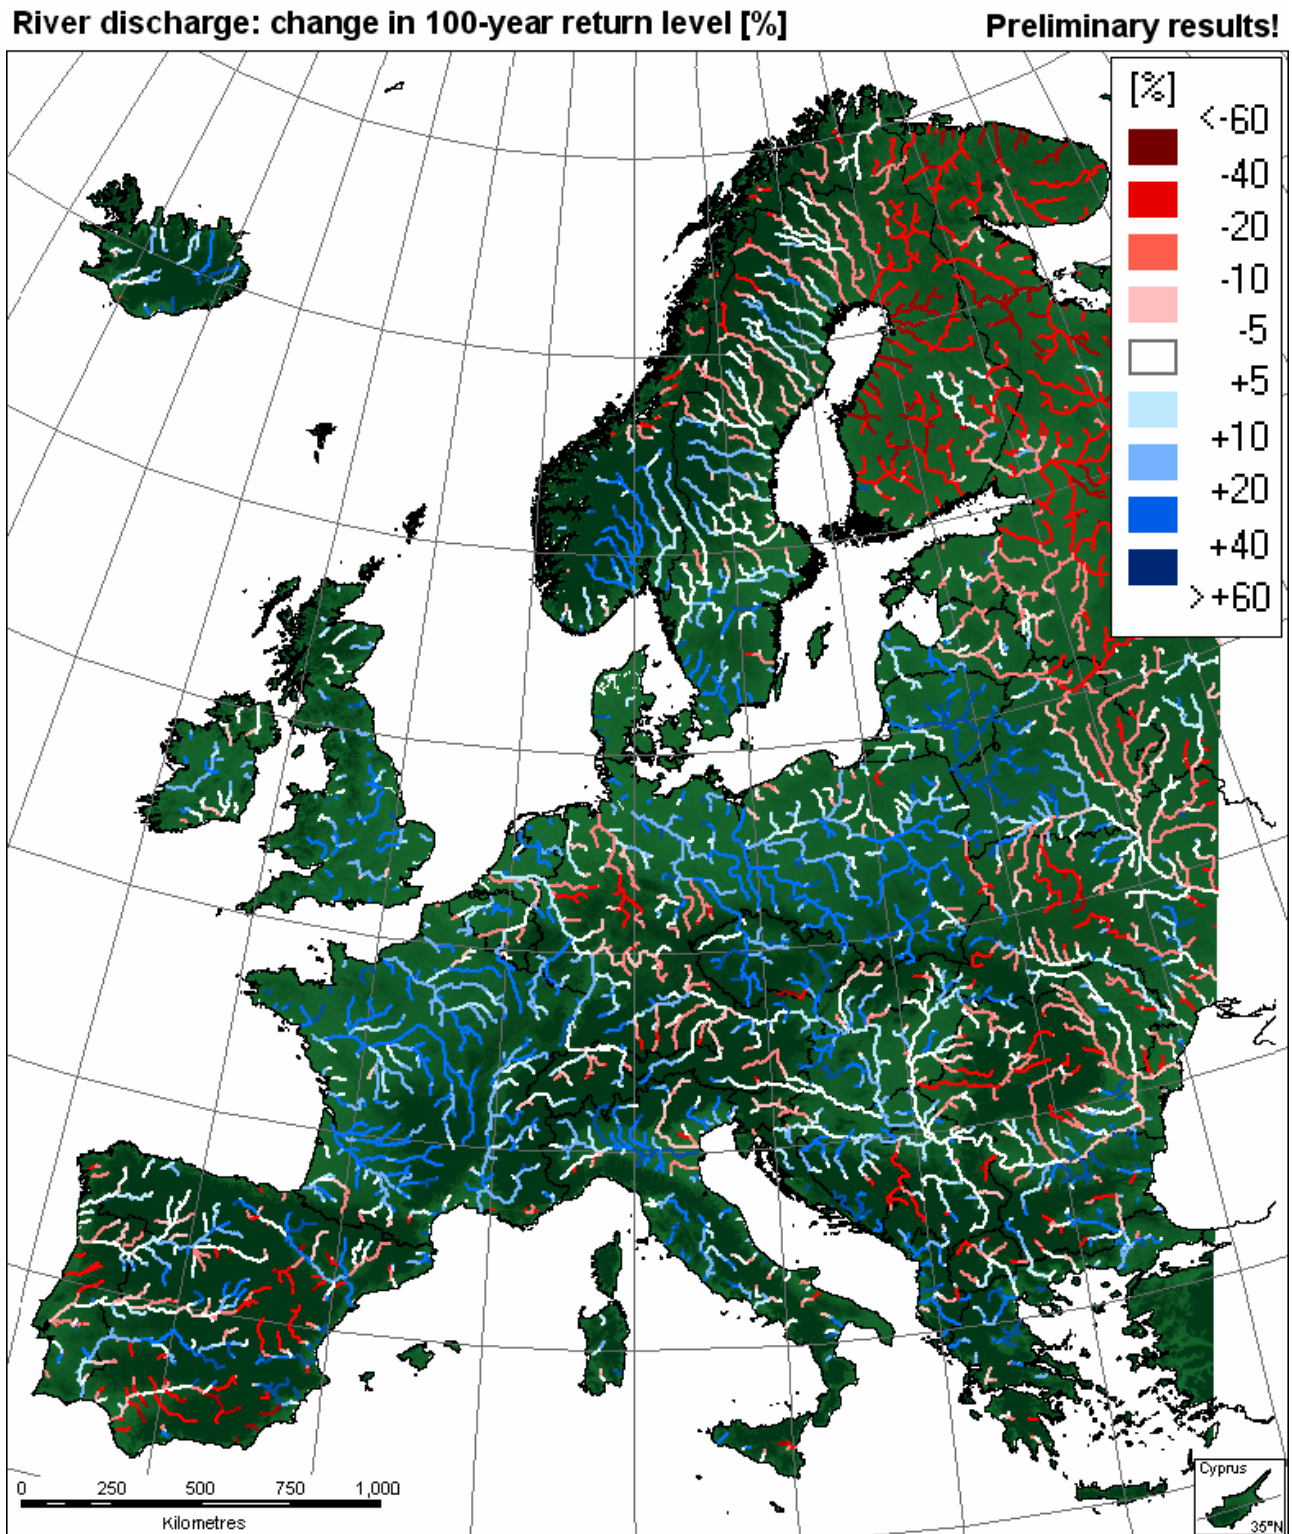 River discharge: change in 100-year return level [%]
Preliminary results!
[%]
<-60
-40
-20
-10
-5
+5
+10
+20
+40
>+60
0 250 500 750 1,000
Kilometres
Cyprus
35°N